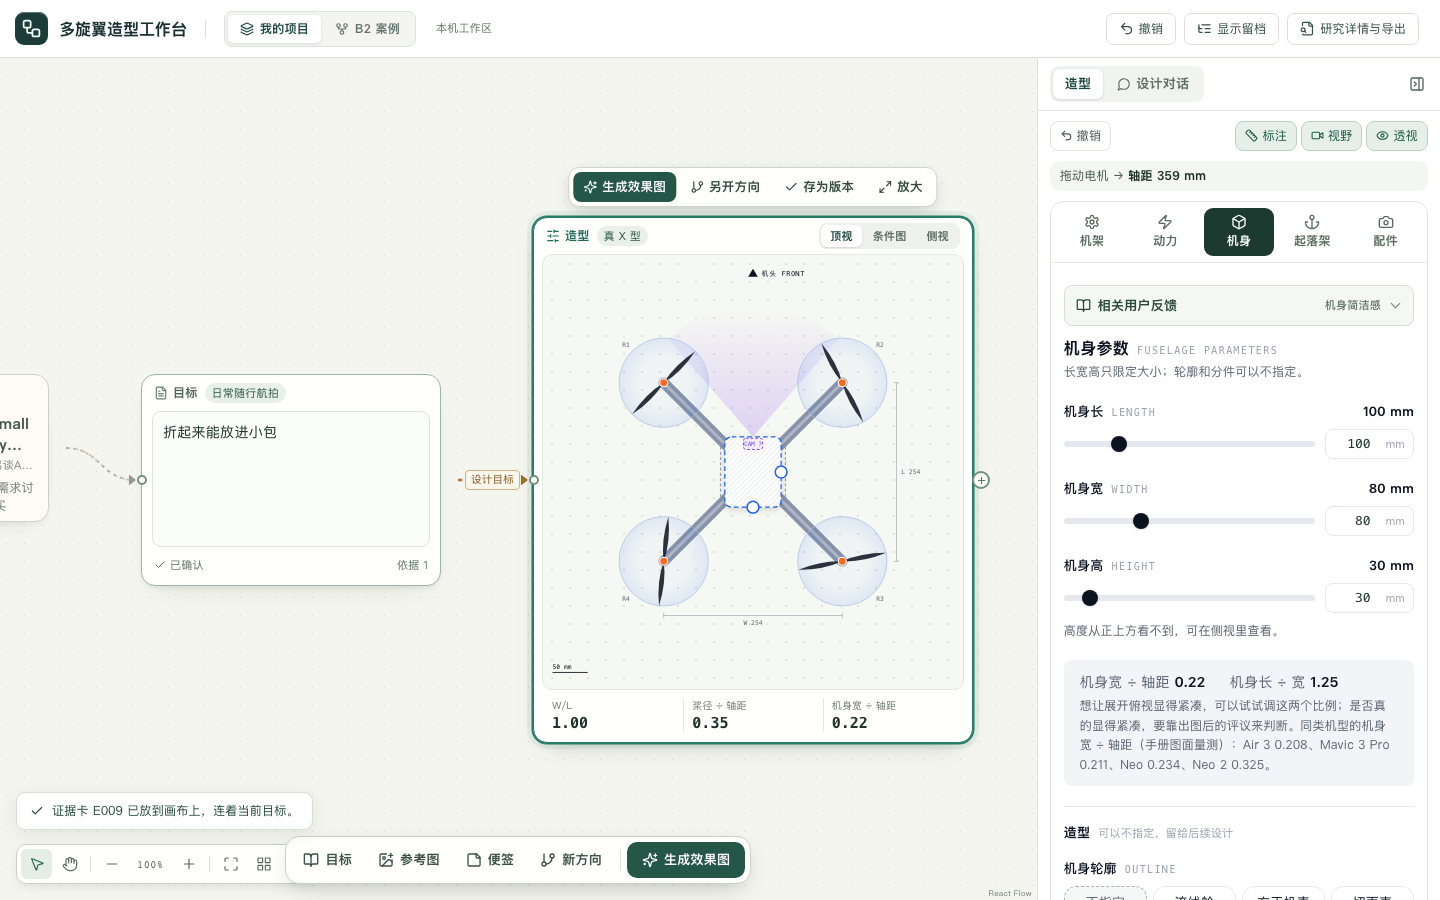 多旋翼造型工作台
我的项目
B2 案例
本机工作区
撤销
显示留档
研究详情与导出
造型
设计对话
撤销
标注
视野
透视
拖动电机 → 轴距 359 mm
机架
动力
机身
起落架
配件
相关用户反馈
机身简洁感
机身参数 FUSELAGE PARAMETERS
长宽高只限定大小；轮廓和分件可以不指定。
机身长 LENGTH
100 mm
100 mm
机身宽 WIDTH
80 mm
80 mm
机身高 HEIGHT
30 mm
30 mm
高度从正上方看不到，可在侧视里查看。
机身宽 ÷ 轴距 0.22 机身长 ÷ 宽 1.25
想让展开俯视显得紧凑，可以试试调这两个比例；是否真
的显得紧凑，要靠出图后的评议来判断。同类机型的机身
宽 ÷ 轴距（手册图面量测）：Air 3 0.208、Mavic 3 Pro
0.211、Neo 0.234、Neo 2 0.325。
造型 可以不指定，留给后续设计
机身轮廓 OUTLINE
生成效果图
另开方向
存为版本
放大
造型
真 X 型
顶视
条件图
侧视
机头 FRONT
R1
R2
L 254
R4
R3
W 254
50 mm
W/L
1.00
桨径 ÷ 轴距
0.35
机身宽 ÷ 轴距
0.22
mall
y...
谈A...
需求讨
目标
日常随行航拍
折起来能放进小包
已确认
依据 1
设计目标
证据卡 E009 已放到画布上，连着当前目标。
100%
目标
参考图
便签
新方向
生成效果图
React Flow